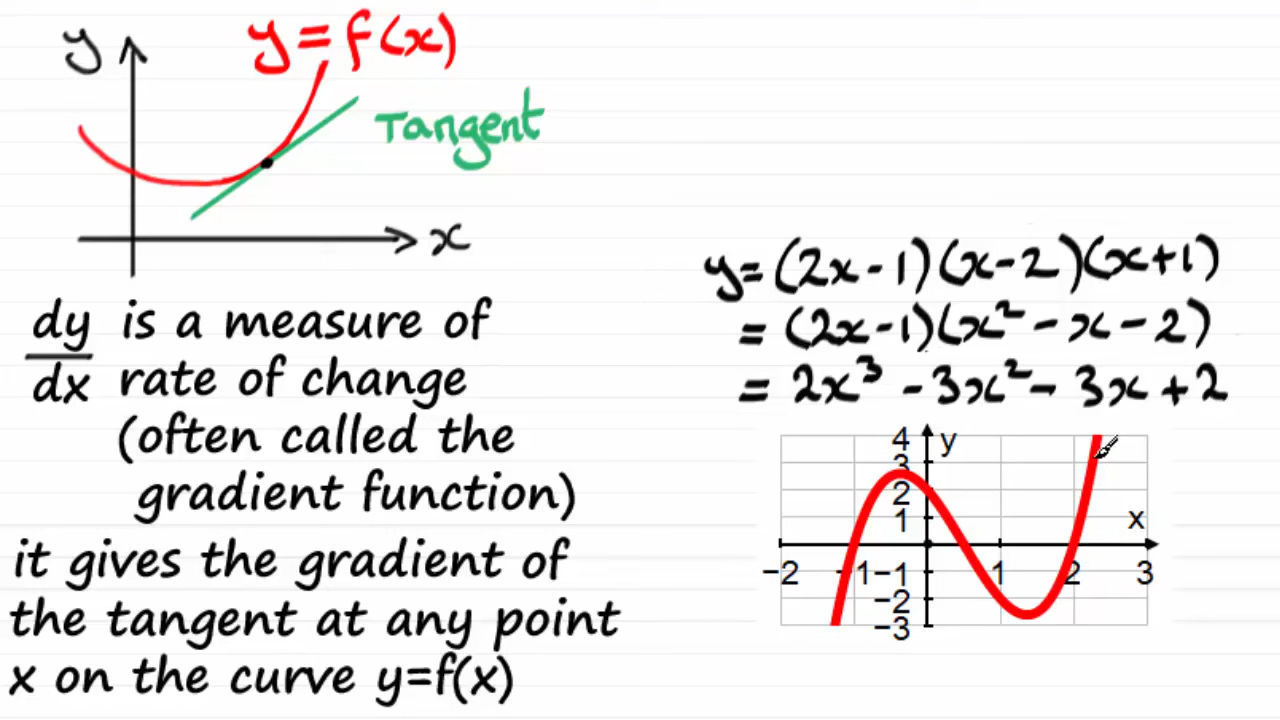 y
y = f(x)
Tangent
x
dy is a measure of
dx rate of change
(often called the
gradient function)
it gives the gradient of
the tangent at any point
x on the curve y=f(x)
y = (2x - 1)(x - 2)(x + 1)
= (2x - 1)(x² - x - 2)
= 2x³ - 3x² - 3x + 2
4 y
3
2
1
x
-2 -1 1 2 3
-1
-2
-3